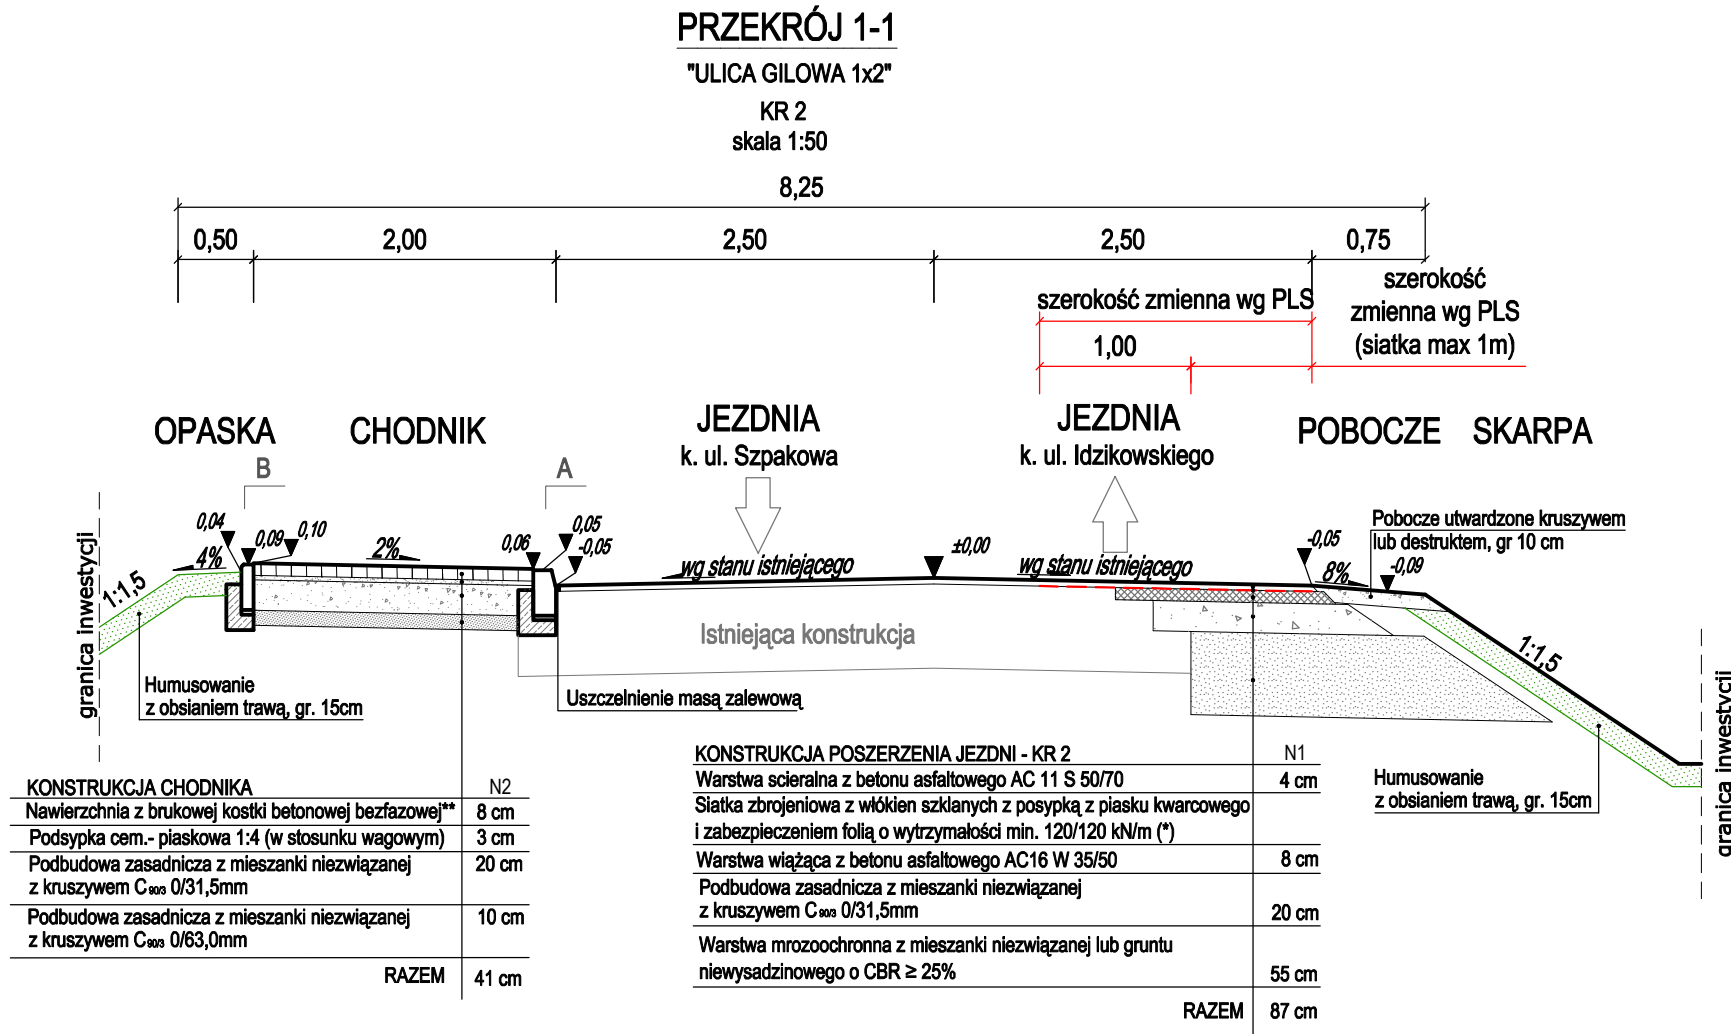 PRZEKRÓJ 1-1
"ULICA GILOWA 1x2"
KR 2
skala 1:50
8,25
0,50
2,00
2,50
2,50
0,75
szerokość zmienna wg PLS
1,00
szerokość
zmienna wg PLS
(siatka max 1m)
OPASKA
CHODNIK
JEZDNIA
k. ul. Szpakowa
JEZDNIA
k. ul. Idzikowskiego
POBOCZE
SKARPA
B
A
0,04
0,09
0,10
4%
2%
0,06
0,05
-0,05
wg stanu istniejącego
±0,00
wg stanu istniejącego
-0,05
8%
-0,09
Pobocze utwardzone kruszywem
lub destruktem, gr 10 cm
1:1,5
1:1,5
granica inwestycji
granica inwestycji
Istniejąca konstrukcja
Humusowanie
z obsianiem trawą, gr. 15cm
Uszczelnienie masą zalewową
Humusowanie
z obsianiem trawą, gr. 15cm
KONSTRUKCJA CHODNIKA N2
Nawierzchnia z brukowej kostki betonowej bezfazowej** 8 cm
Podsypka cem.- piaskowa 1:4 (w stosunku wagowym) 3 cm
Podbudowa zasadnicza z mieszanki niezwiązanej 20 cm
z kruszywem C90/3 0/31,5mm
Podbudowa zasadnicza z mieszanki niezwiązanej 10 cm
z kruszywem C90/3 0/63,0mm
RAZEM 41 cm
KONSTRUKCJA POSZERZENIA JEZDNI - KR 2 N1
Warstwa scieralna z betonu asfaltowego AC 11 S 50/70 4 cm
Siatka zbrojeniowa z włókien szklanych z posypką z piasku kwarcowego
i zabezpieczeniem folią o wytrzymałości min. 120/120 kN/m (*)
Warstwa wiążąca z betonu asfaltowego AC16 W 35/50 8 cm
Podbudowa zasadnicza z mieszanki niezwiązanej
z kruszywem C90/3 0/31,5mm 20 cm
Warstwa mrozoochronna z mieszanki niezwiązanej lub gruntu
niewysadzinowego o CBR ≥ 25% 55 cm
RAZEM 87 cm